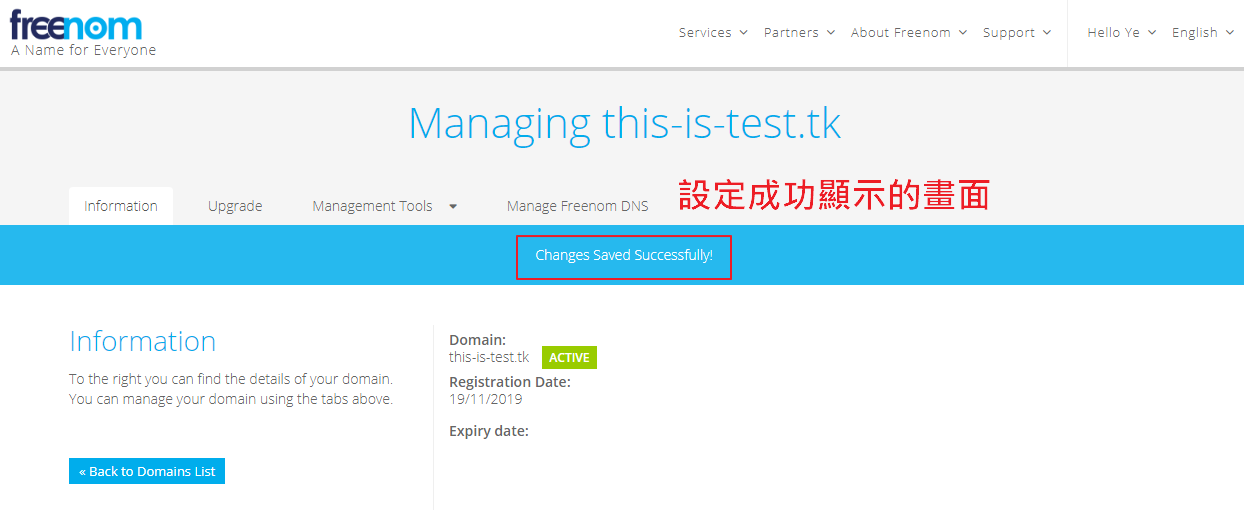 freenom
A Name for Everyone
Services Partners About Freenom Support Hello Ye English
Managing this-is-test.tk
Information Upgrade Management Tools Manage Freenom DNS
設定成功顯示的畫面
Changes Saved Successfully!
Information
To the right you can find the details of your domain.
You can manage your domain using the tabs above.
« Back to Domains List
Domain:
this-is-test.tk ACTIVE
Registration Date:
19/11/2019
Expiry date: